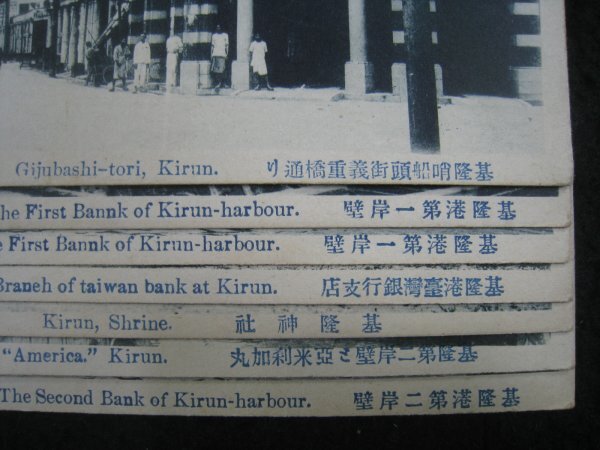 Gijubashi-tori, Kirun. り通橋重義街頭船哨隆基
he First Bannk of Kirun-harbour. 壁岸一第港隆基
e First Bannk of Kirun-harbour. 壁岸一第港隆基
Braneh of taiwan bank at Kirun. 店支行銀灣臺港隆基
Kirun, Shrine. 社神隆基
"America." Kirun. 丸加利米亞と壁岸二第隆基
The Second Bank of Kirun-harbour. 壁岸二第港隆基